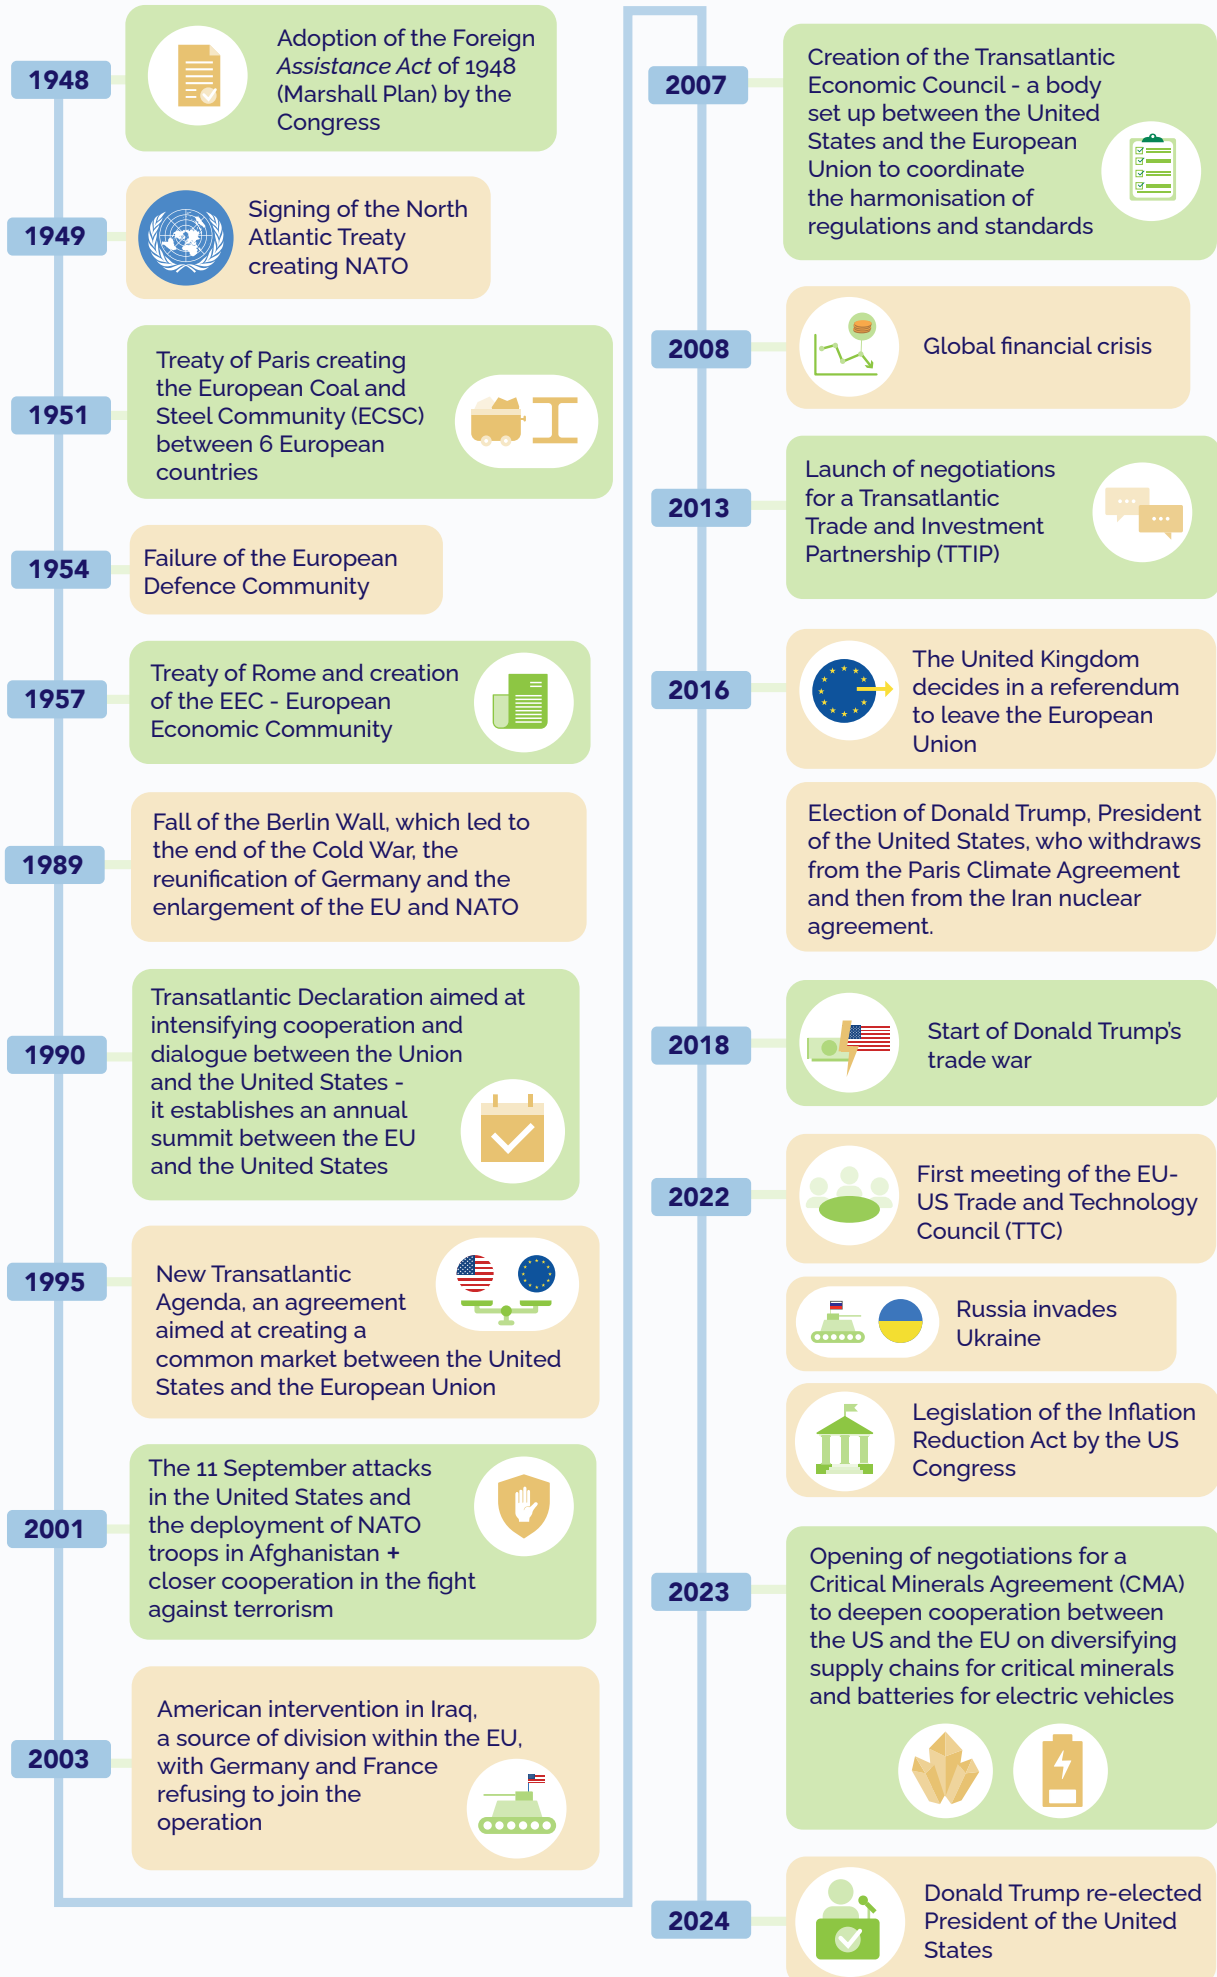 1948
Adoption of the Foreign
Assistance Act of 1948
(Marshall Plan) by the
Congress
1949
Signing of the North
Atlantic Treaty
creating NATO
1951
Treaty of Paris creating
the European Coal and
Steel Community (ECSC)
between 6 European
countries
1954
Failure of the European
Defence Community
1957
Treaty of Rome and creation
of the EEC - European
Economic Community
1989
Fall of the Berlin Wall, which led to
the end of the Cold War, the
reunification of Germany and the
enlargement of the EU and NATO
1990
Transatlantic Declaration aimed at
intensifying cooperation and
dialogue between the Union
and the United States -
it establishes an annual
summit between the EU
and the United States
1995
New Transatlantic
Agenda, an agreement
aimed at creating a
common market between the United
States and the European Union
2001
The 11 September attacks
in the United States and
the deployment of NATO
troops in Afghanistan +
closer cooperation in the fight
against terrorism
2003
American intervention in Iraq,
a source of division within the EU,
with Germany and France
refusing to join the
operation
2007
Creation of the Transatlantic
Economic Council - a body
set up between the United
States and the European
Union to coordinate
the harmonisation of
regulations and standards
2008
Global financial crisis
2013
Launch of negotiations
for a Transatlantic
Trade and Investment
Partnership (TTIP)
2016
The United Kingdom
decides in a referendum
to leave the European
Union
Election of Donald Trump, President
of the United States, who withdraws
from the Paris Climate Agreement
and then from the Iran nuclear
agreement.
2018
Start of Donald Trump's
trade war
2022
First meeting of the EU-
US Trade and Technology
Council (TTC)
Russia invades
Ukraine
Legislation of the Inflation
Reduction Act by the US
Congress
2023
Opening of negotiations for a
Critical Minerals Agreement (CMA)
to deepen cooperation between
the US and the EU on diversifying
supply chains for critical minerals
and batteries for electric vehicles
2024
Donald Trump re-elected
President of the United
States